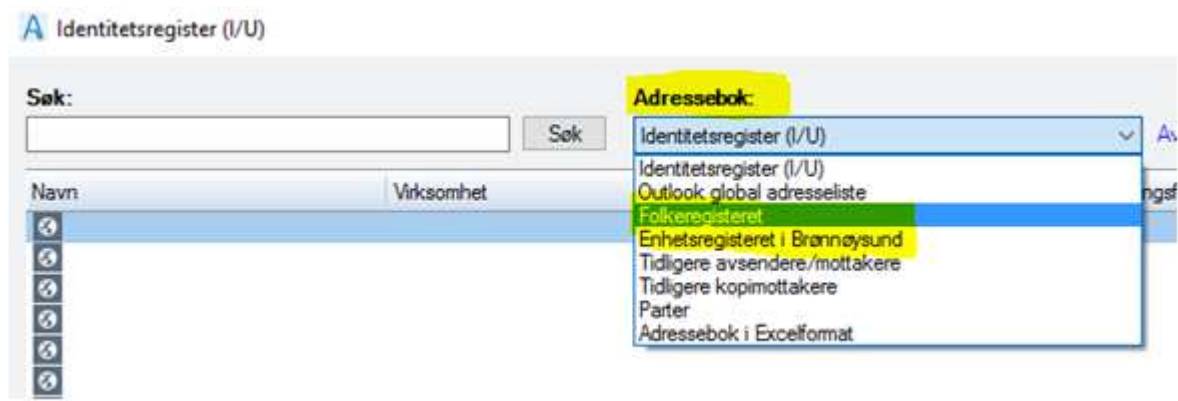 Identitetsregister (I/U)
Søk:
Adressebok:
Søk
Identitetsregister (I/U)
Identitetsregister (I/U)
Navn
Virksomhet
Outlook global adresseliste
Folkeregisteret
Enhetsregisteret i Brønnøysund
Tidligere avsendere/mottakere
Tidligere kopimottakere
Parter
Adressebok i Excelformat